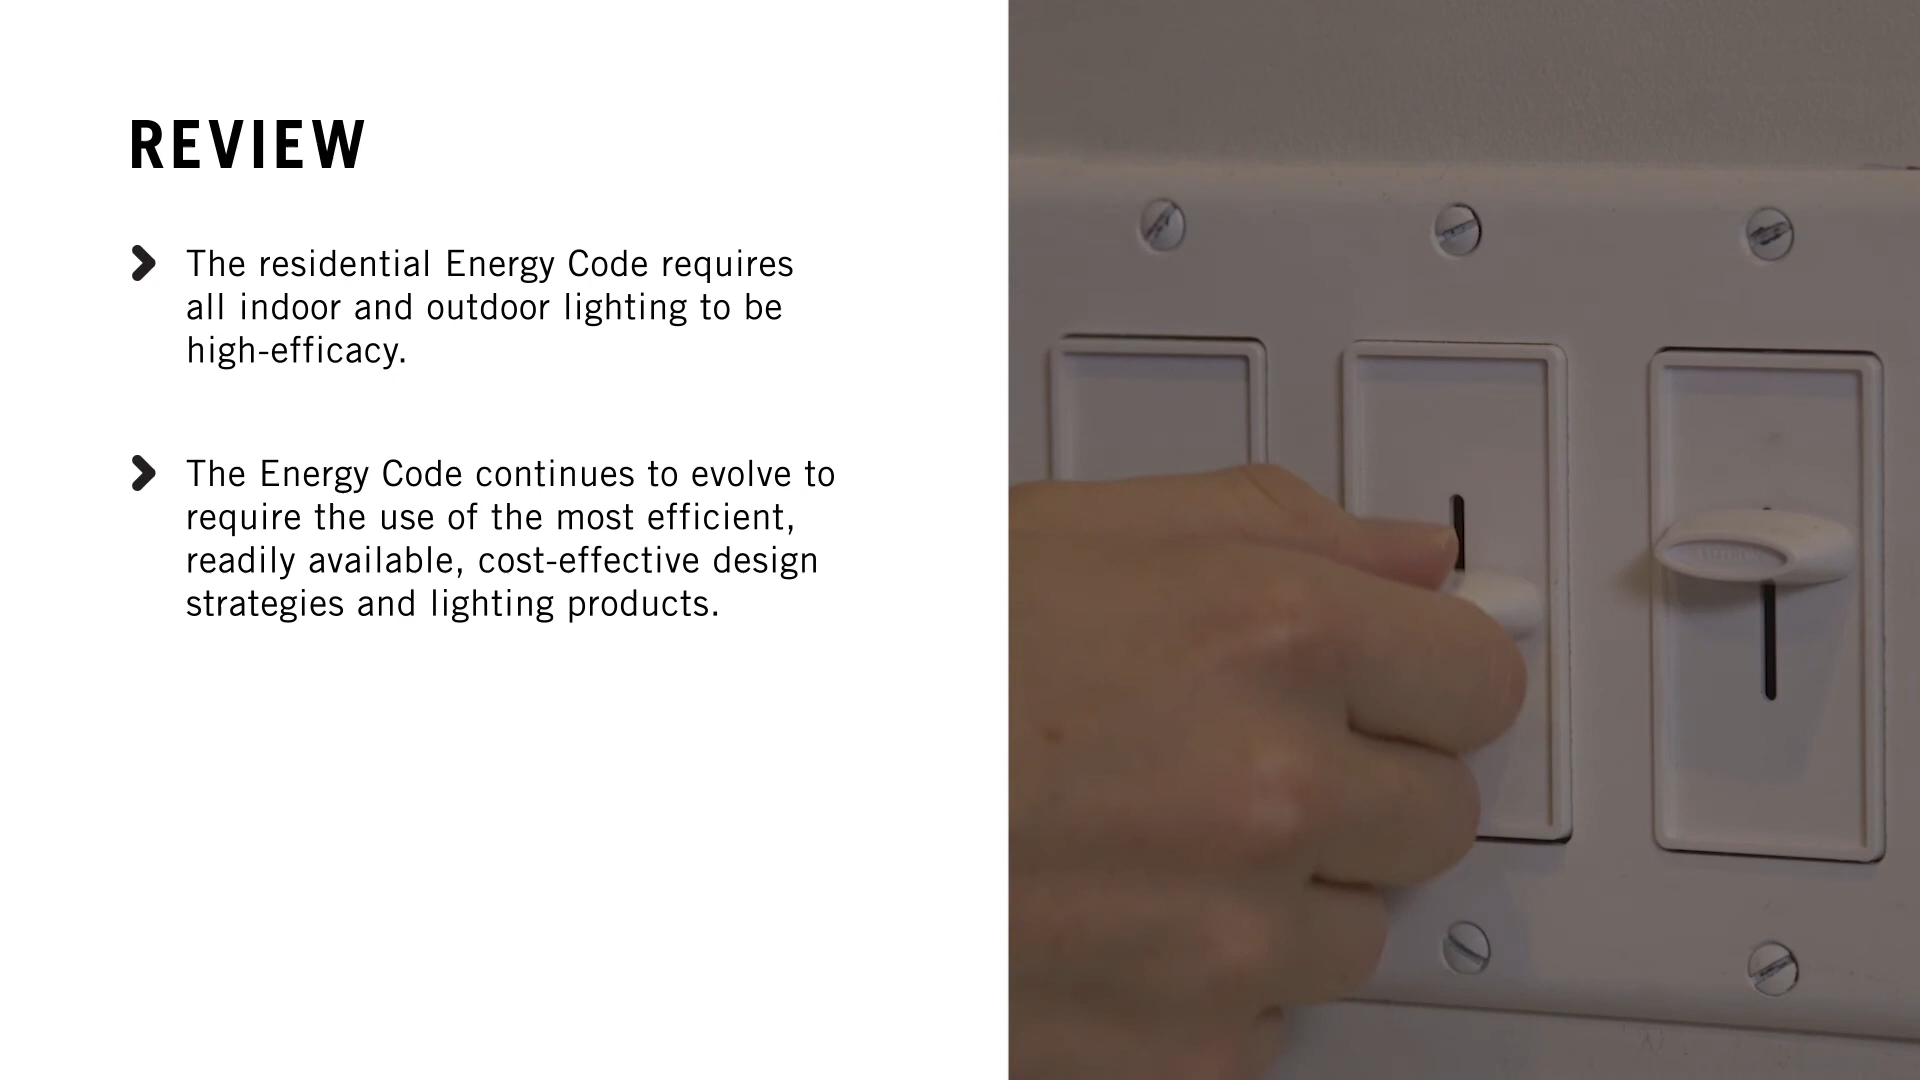 REVIEW
The residential Energy Code requires
all indoor and outdoor lighting to be
high-efficacy.
The Energy Code continues to evolve to
require the use of the most efficient,
readily available, cost-effective design
strategies and lighting products.